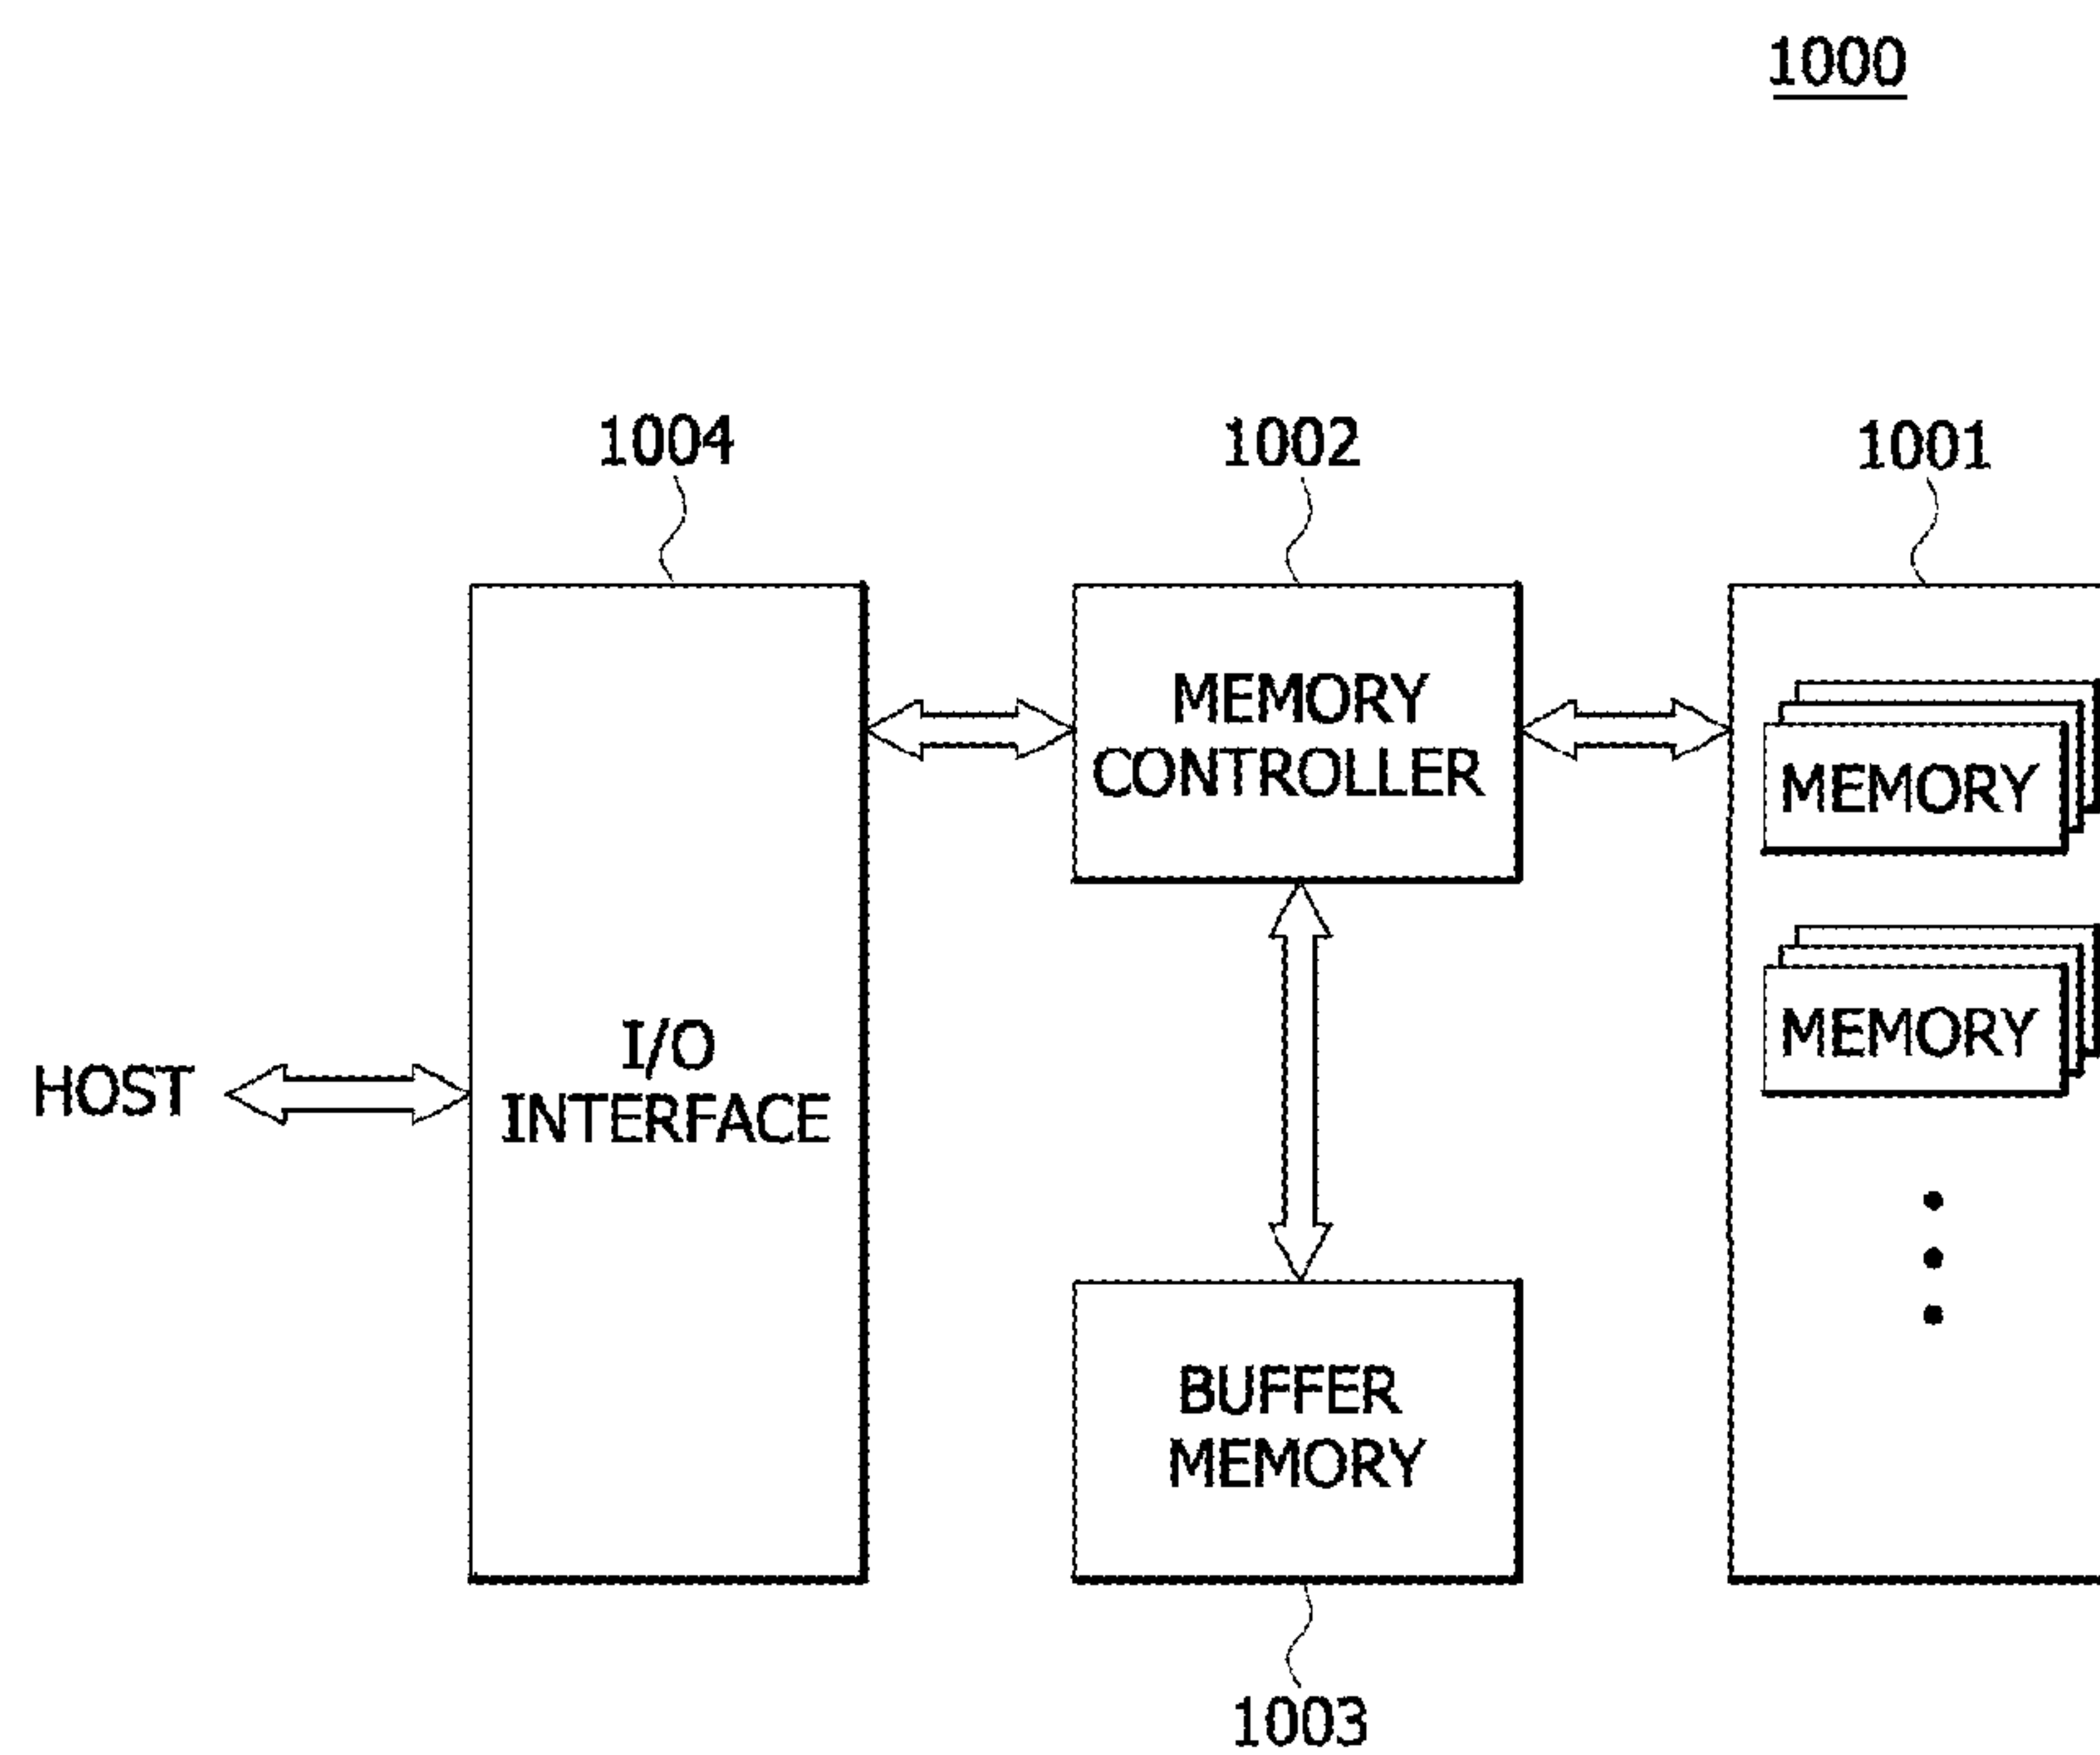 1000
1004
1002
1001
MEMORY
CONTROLLER
MEMORY
MEMORY
HOST
I/O
INTERFACE
BUFFER
MEMORY
1003